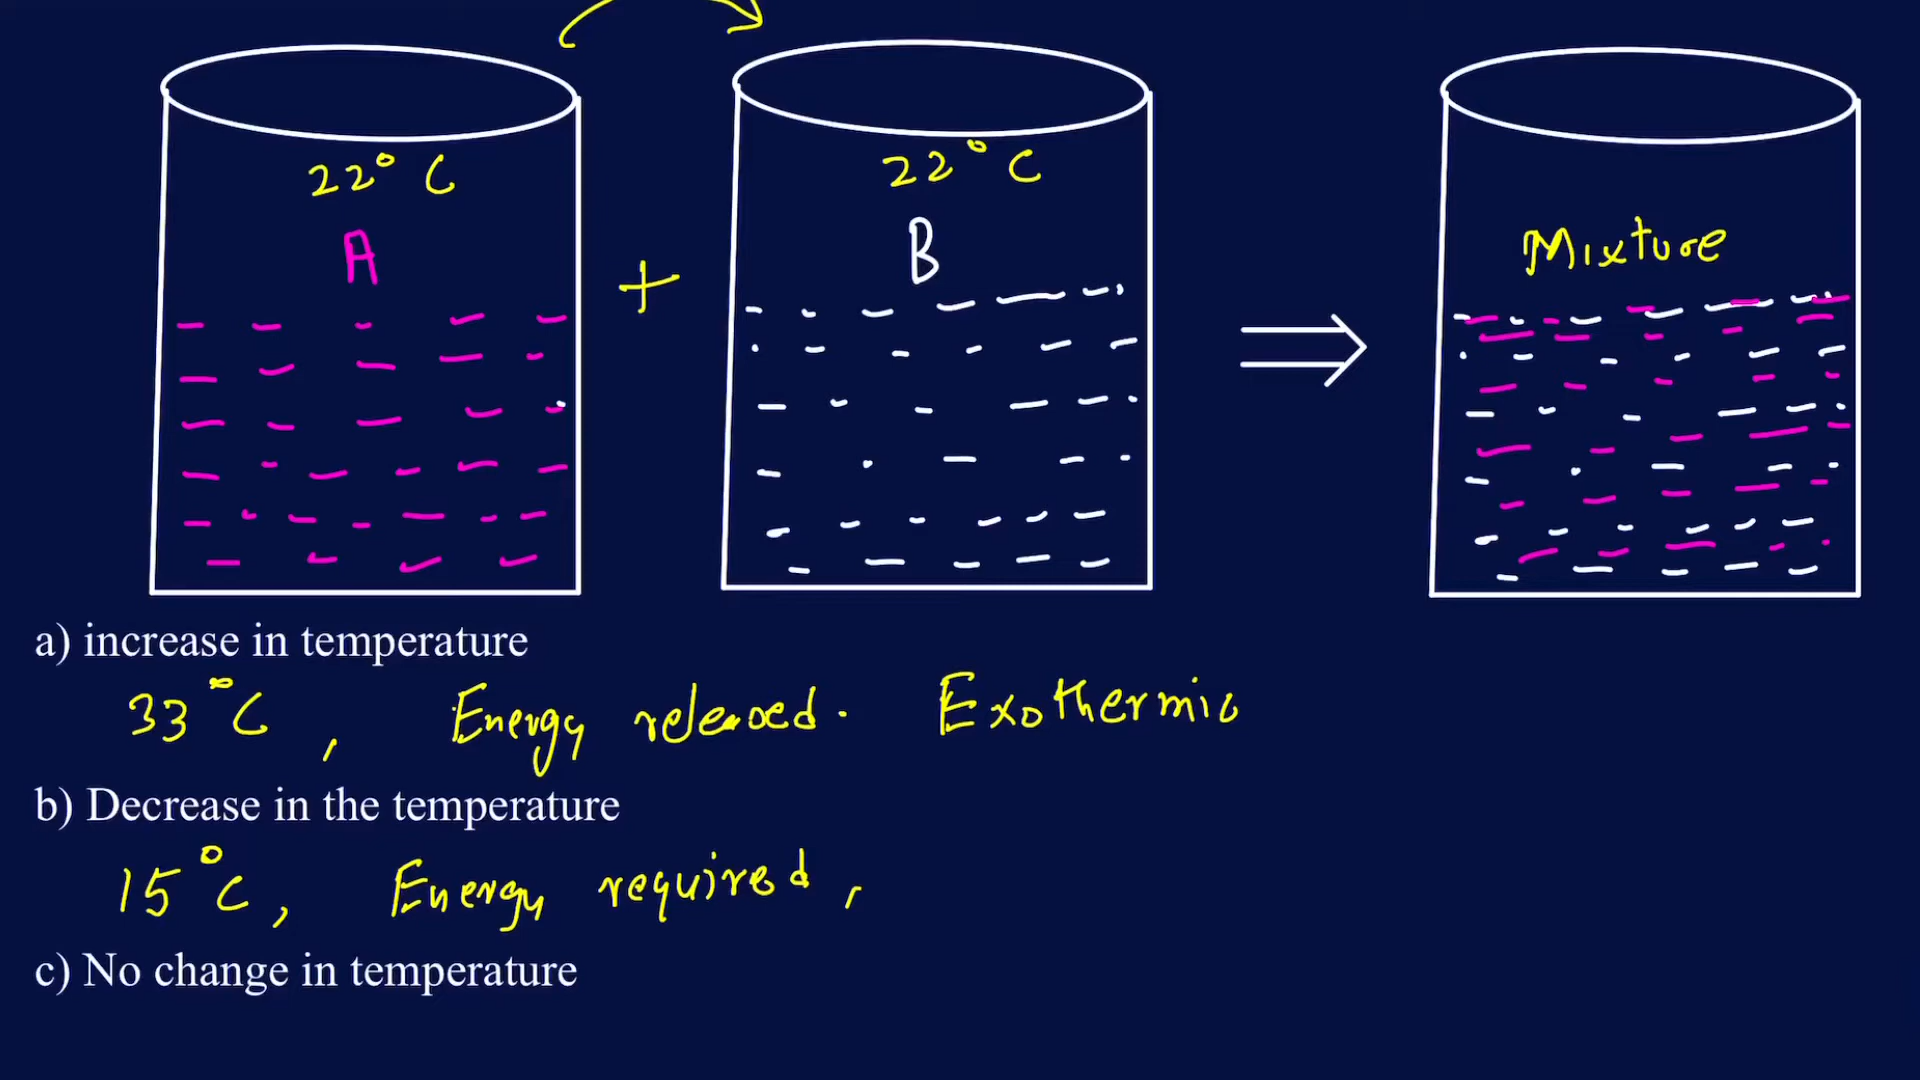 22° C
22° C
A
B
+
Mixture
a) increase in temperature
33°C, Energy released. Exothermic
b) Decrease in the temperature
15°C, Energy required,
c) No change in temperature